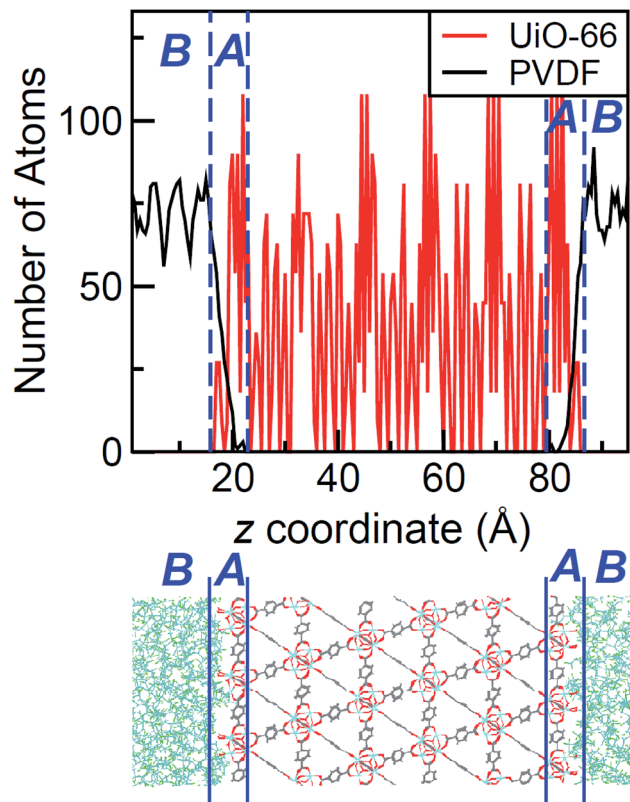 B A
UiO-66
PVDF
A B
Number of Atoms
100
50
0
20 40 60 80
z coordinate (Å)
B A A B